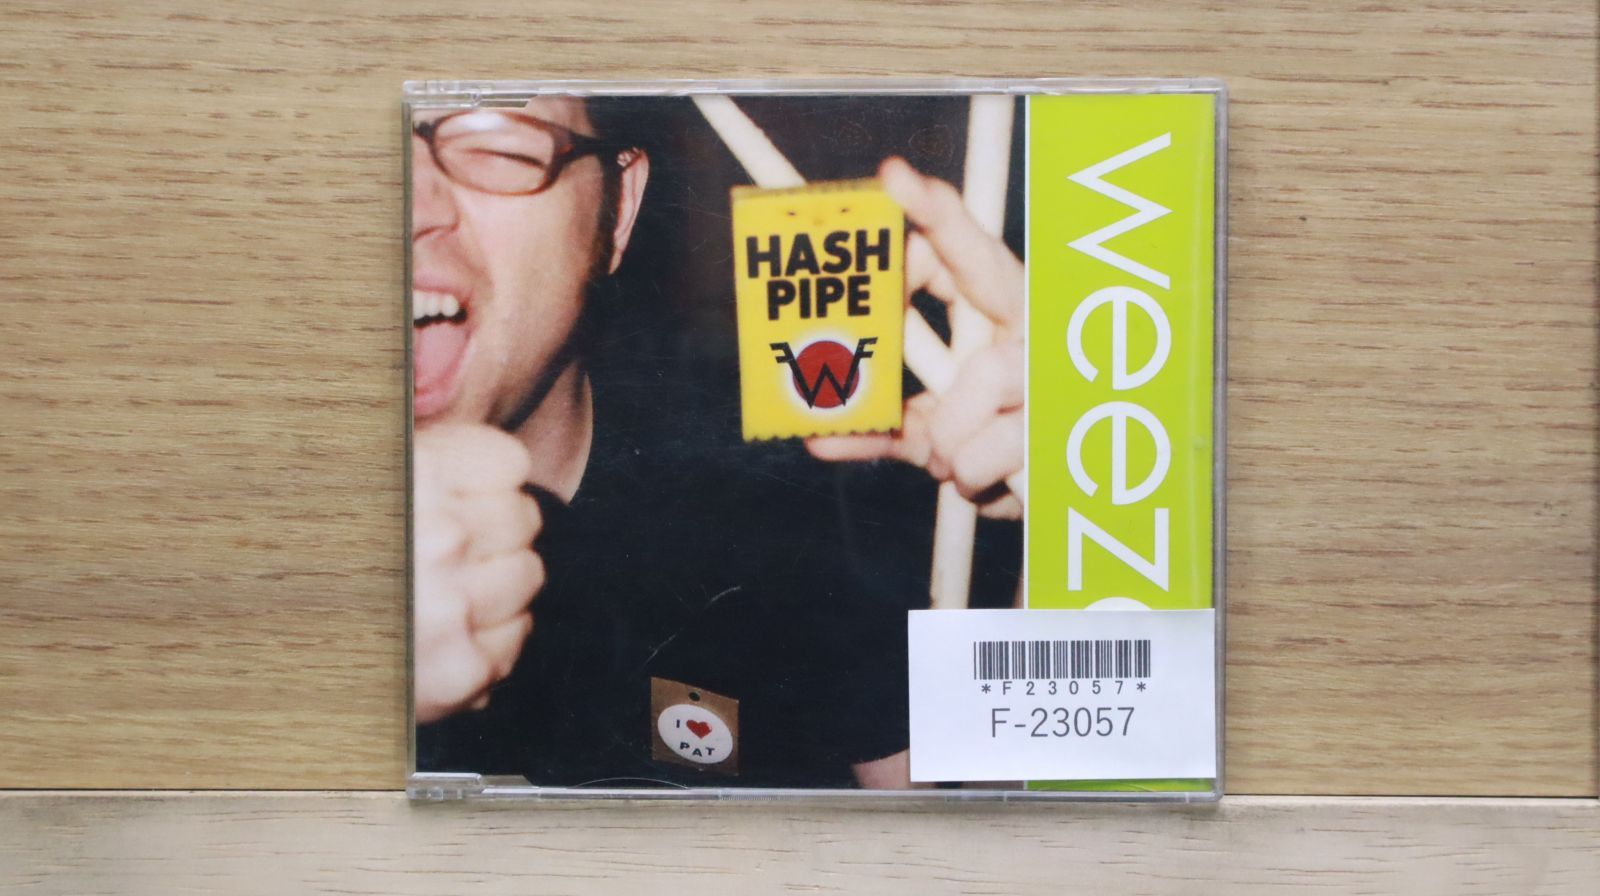 HASH
PIPE
W
weez
I ♥
PAT
*F23057*
F-23057